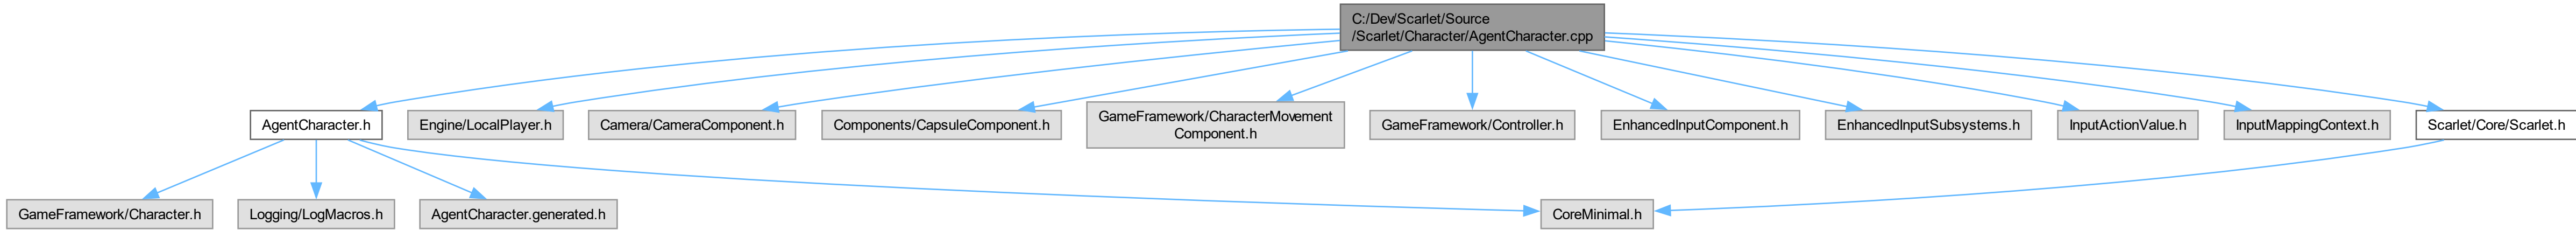 C:/Dev/Scarlet/Source
/Scarlet/Character/AgentCharacter.cpp
AgentCharacter.h
Engine/LocalPlayer.h
Camera/CameraComponent.h
Components/CapsuleComponent.h
GameFramework/CharacterMovement
Component.h
GameFramework/Controller.h
EnhancedInputComponent.h
EnhancedInputSubsystems.h
InputActionValue.h
InputMappingContext.h
Scarlet/Core/Scarlet.h
GameFramework/Character.h
Logging/LogMacros.h
AgentCharacter.generated.h
CoreMinimal.h